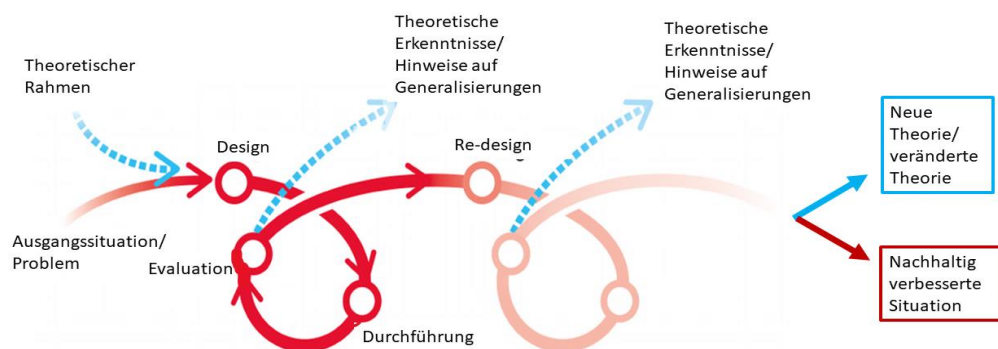 Theoretischer
Rahmen
Theoretische
Erkenntnisse/
Hinweise auf
Generalisierungen
Theoretische
Erkenntnisse/
Hinweise auf
Generalisierungen
Design
Re-design
Ausgangssituation/
Problem
Evaluation
Durchführung
Neue
Theorie/
veränderte
Theorie
Nachhaltig
verbesserte
Situation